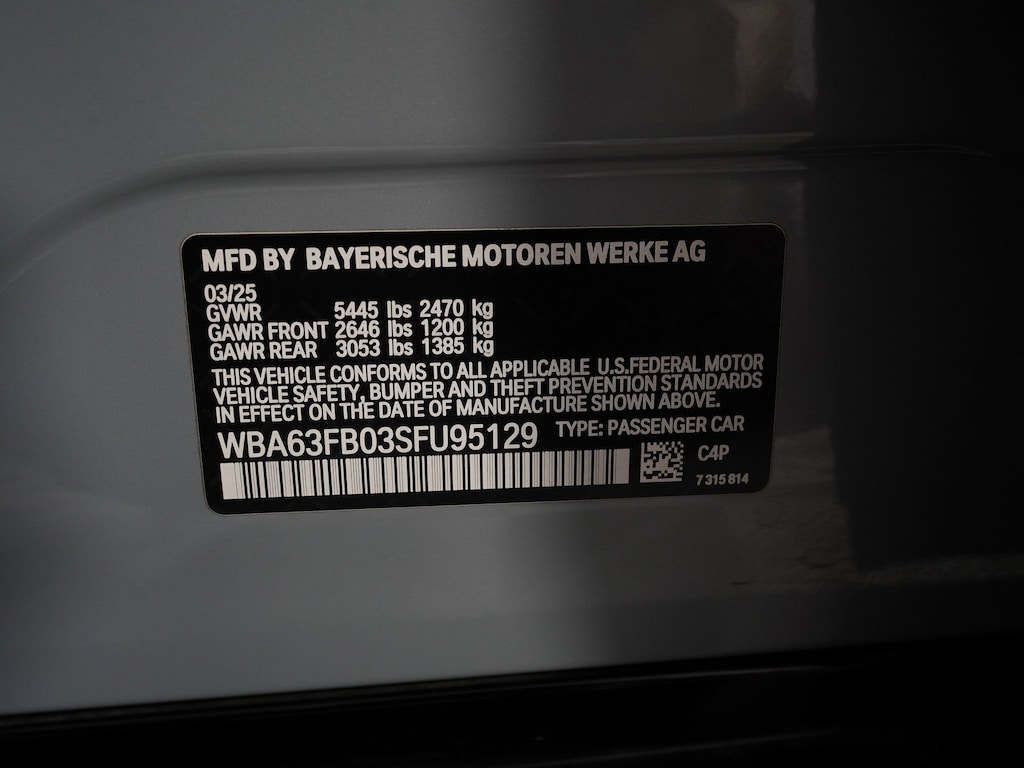 MFD BY BAYERISCHE MOTOREN WERKE AG
03/25
GVWR 5445 lbs 2470 kg
GAWR FRONT 2646 lbs 1200 kg
GAWR REAR 3053 lbs 1385 kg
THIS VEHICLE CONFORMS TO ALL APPLICABLE U.S.FEDERAL MOTOR
VEHICLE SAFETY, BUMPER AND THEFT PREVENTION STANDARDS
IN EFFECT ON THE DATE OF MANUFACTURE SHOWN ABOVE.
WBA63FB03SFU95129 TYPE: PASSENGER CAR
C4P
7 315 814